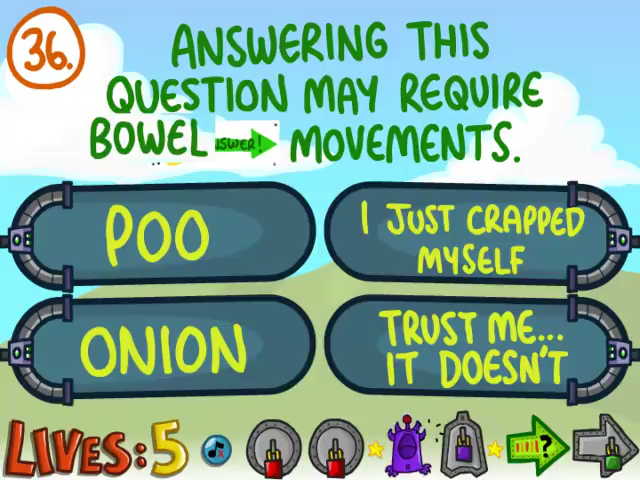 36.
ANSWERING THIS
QUESTION MAY REQUIRE
BOWEL MOVEMENTS.
POO
I JUST CRAPPED
MYSELF
ONION
TRUST ME...
IT DOESN'T
LIVES:5
?